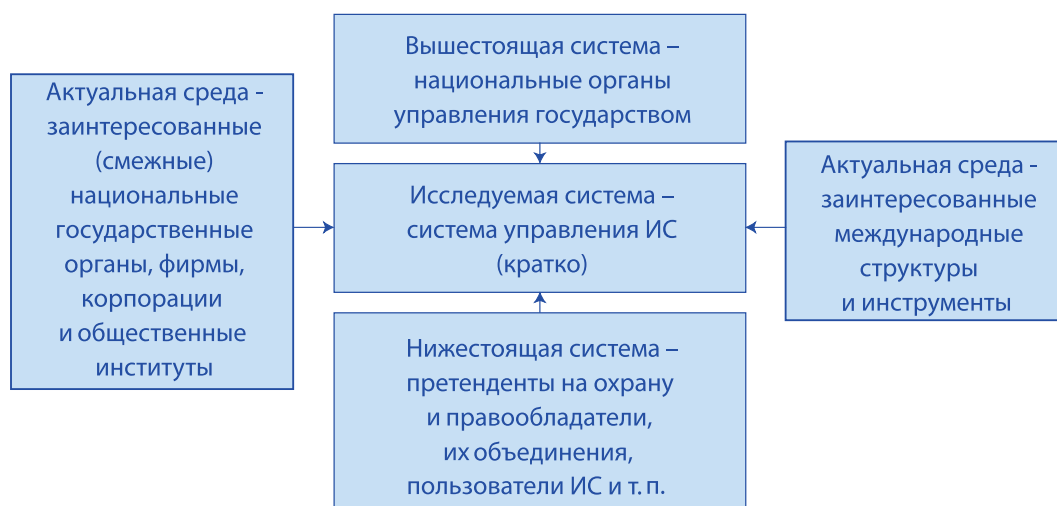 Вышестоящая система –
национальные органы
управления государством
Актуальная среда -
заинтересованные
(смежные)
национальные
государственные
органы, фирмы,
корпорации
и общественные
институты
Исследуемая система –
система управления ИС
(кратко)
Актуальная среда -
заинтересованные
международные
структуры
и инструменты
Нижестоящая система –
претенденты на охрану
и правообладатели,
их объединения,
пользователи ИС и т. п.